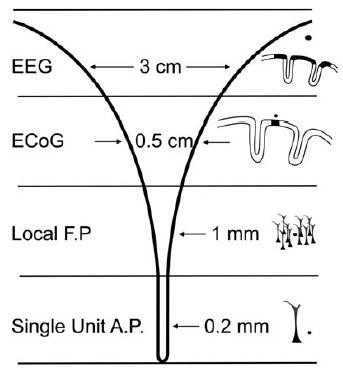 EEG 3 cm
ECoG 0.5 cm
Local F.P 1 mm
Single Unit A.P. 0.2 mm